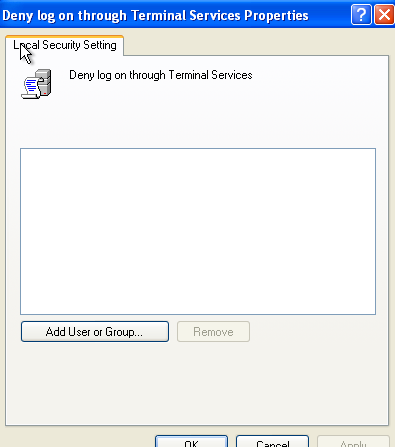 Deny log on through Terminal Services Properties
Local Security Setting
Deny log on through Terminal Services
Add User or Group...
Remove
OK
Cancel
Apply